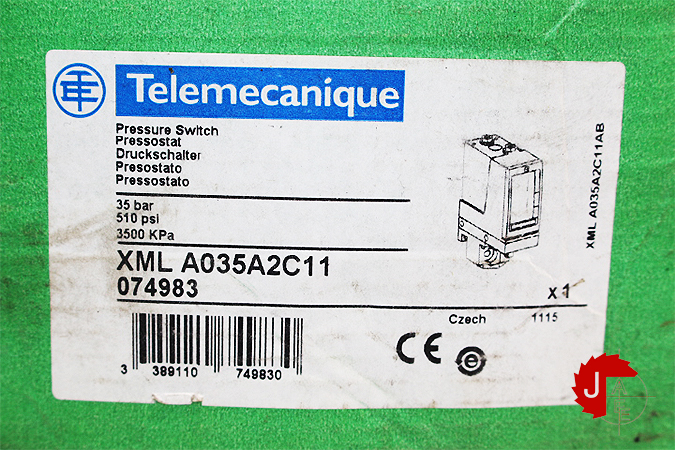 Telemecanique
Pressure Switch
Pressostat
Druckschalter
Presostato
Pressostato
35 bar
510 psi
3500 KPa
XML A035A2C11
074983
x 1
Czech 1115
3 389110 749830
CE
XML A035A2C11AB
J